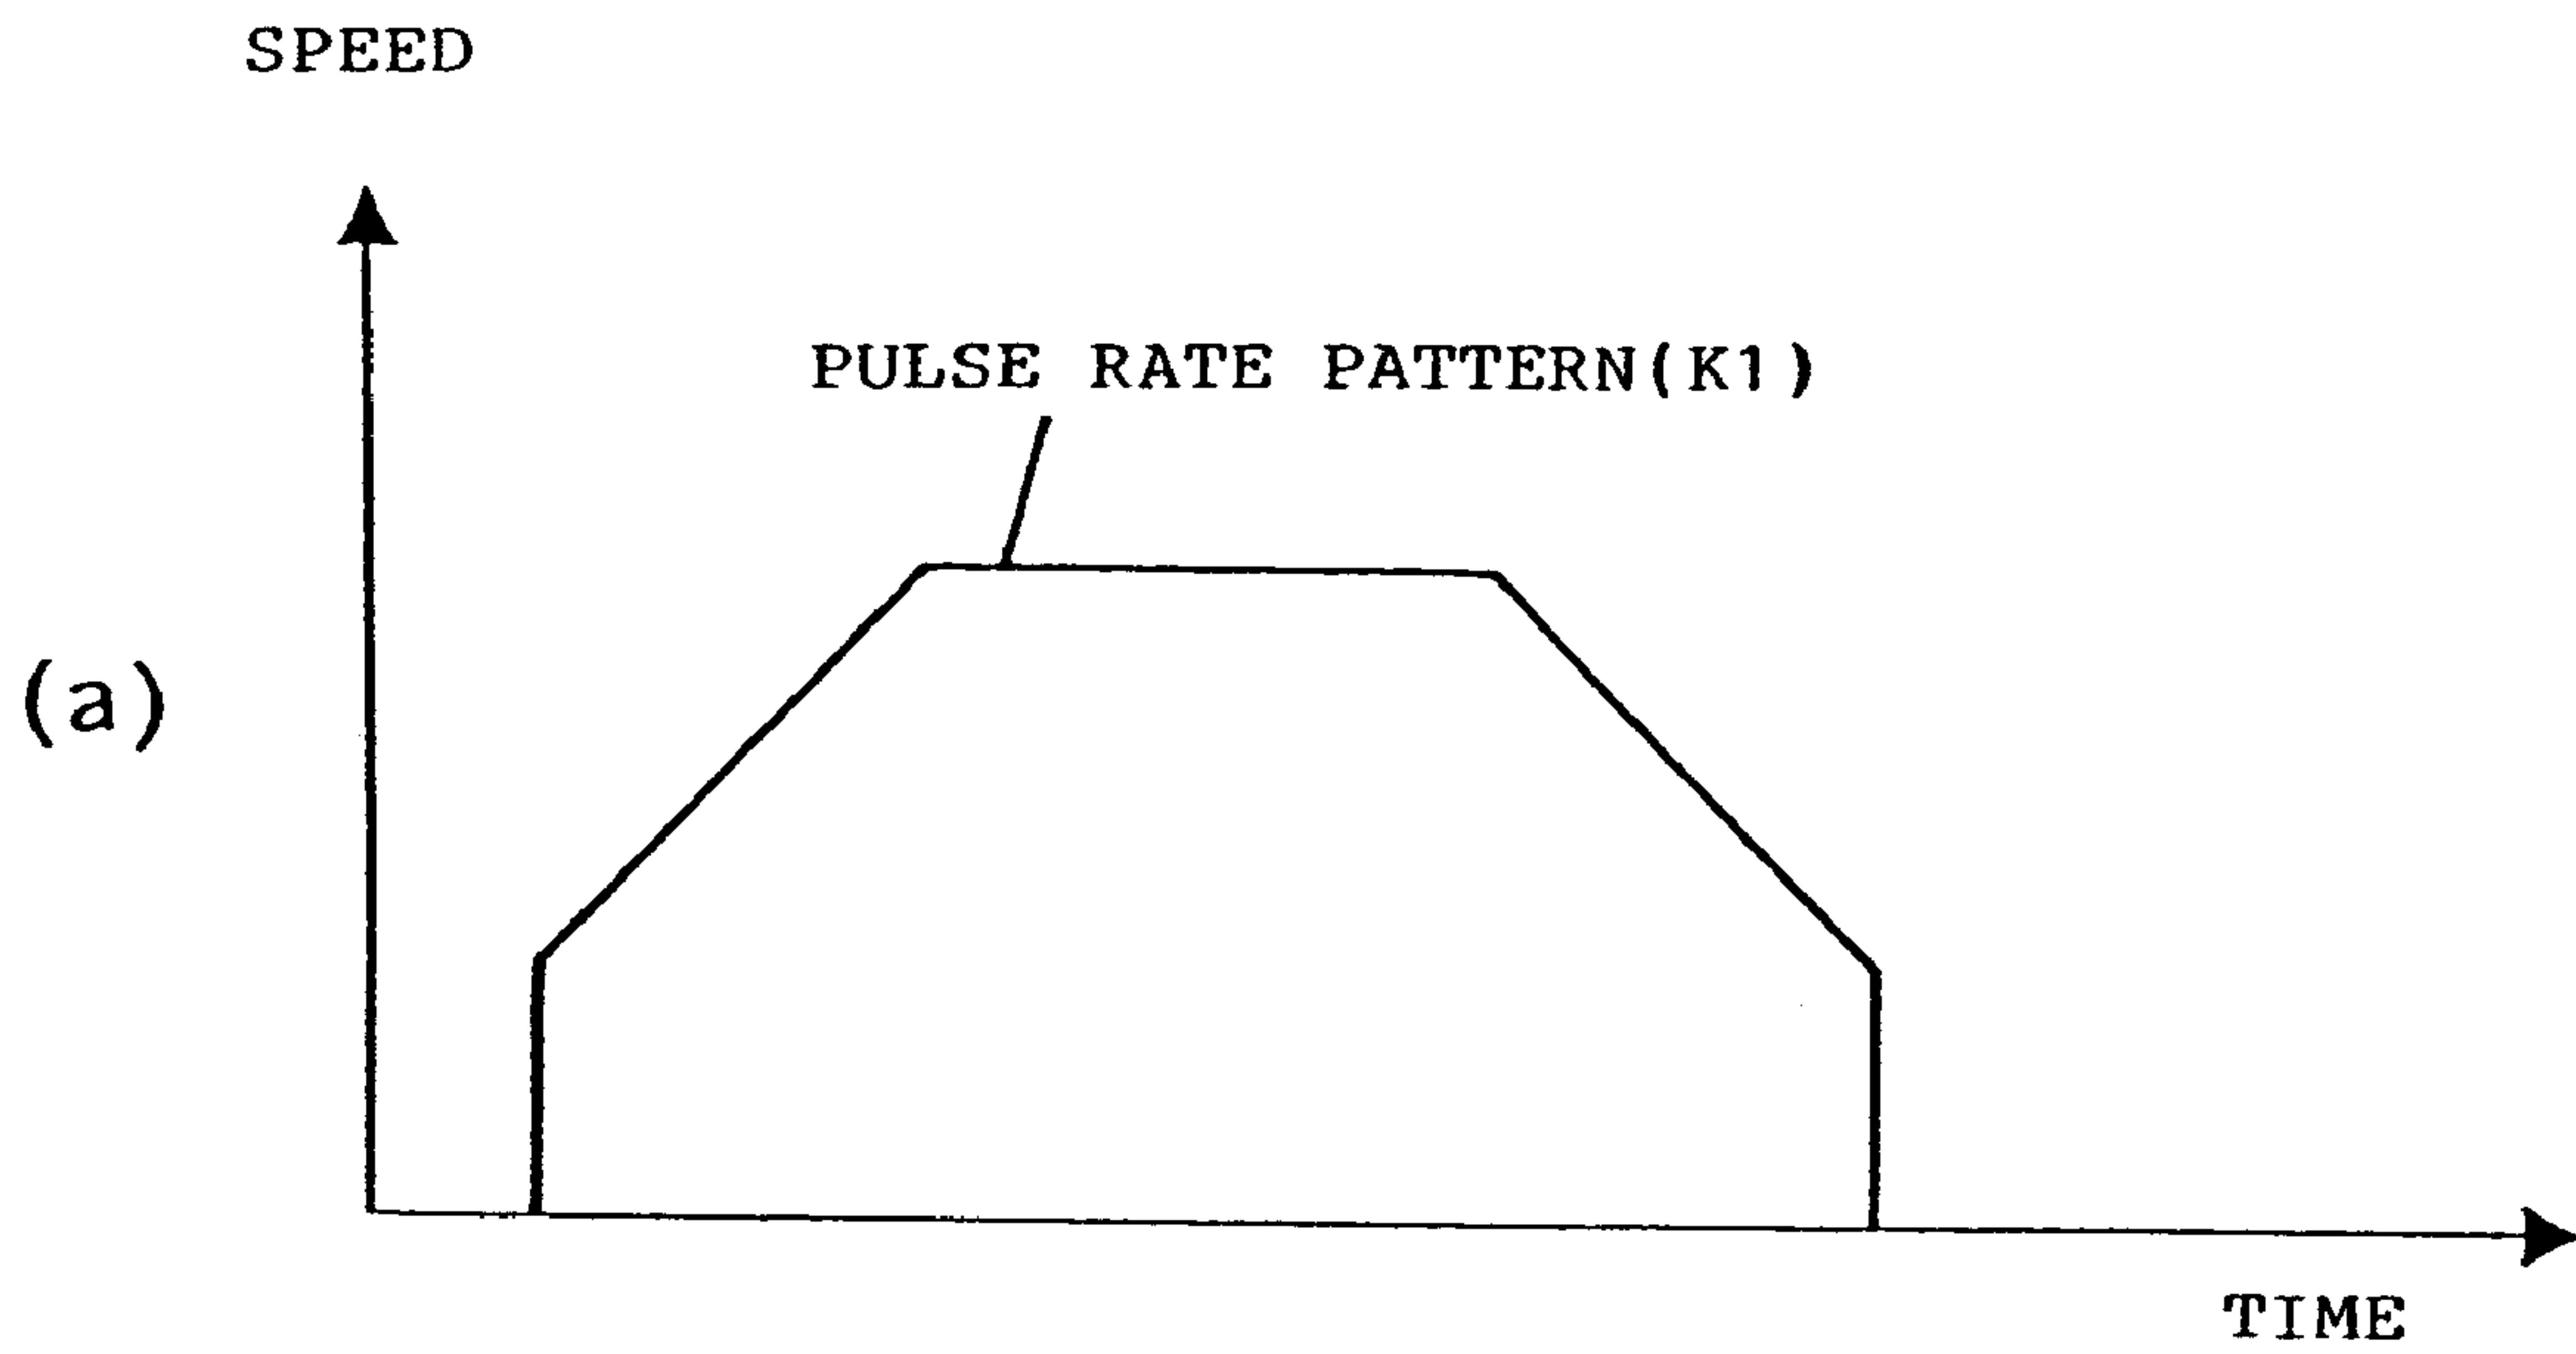 SPEED
PULSE RATE PATTERN(K1)
(a)
TIME